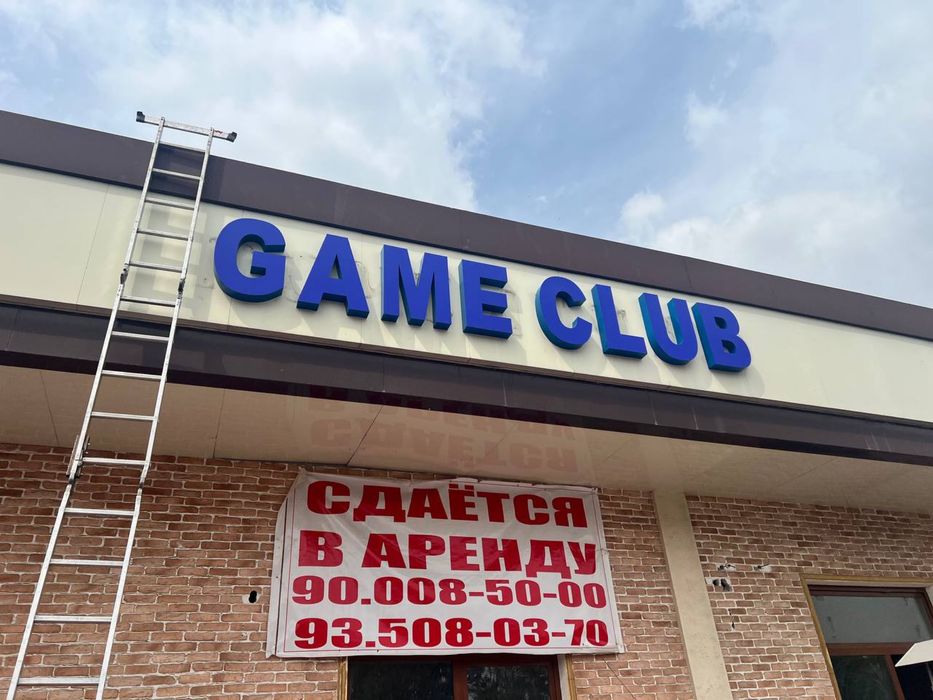 GAME CLUB
СДАЁТСЯ
В АРЕНДУ
90.008-50-00
93.508-03-70